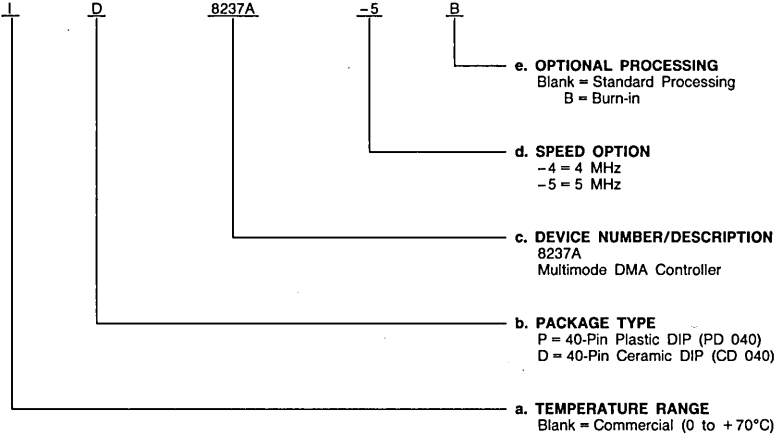 I D 8237A -5 B
e. OPTIONAL PROCESSING
Blank = Standard Processing
B = Burn-in
d. SPEED OPTION
-4 = 4 MHz
-5 = 5 MHz
c. DEVICE NUMBER/DESCRIPTION
8237A
Multimode DMA Controller
b. PACKAGE TYPE
P = 40-Pin Plastic DIP (PD 040)
D = 40-Pin Ceramic DIP (CD 040)
a. TEMPERATURE RANGE
Blank = Commercial (0 to +70°C)